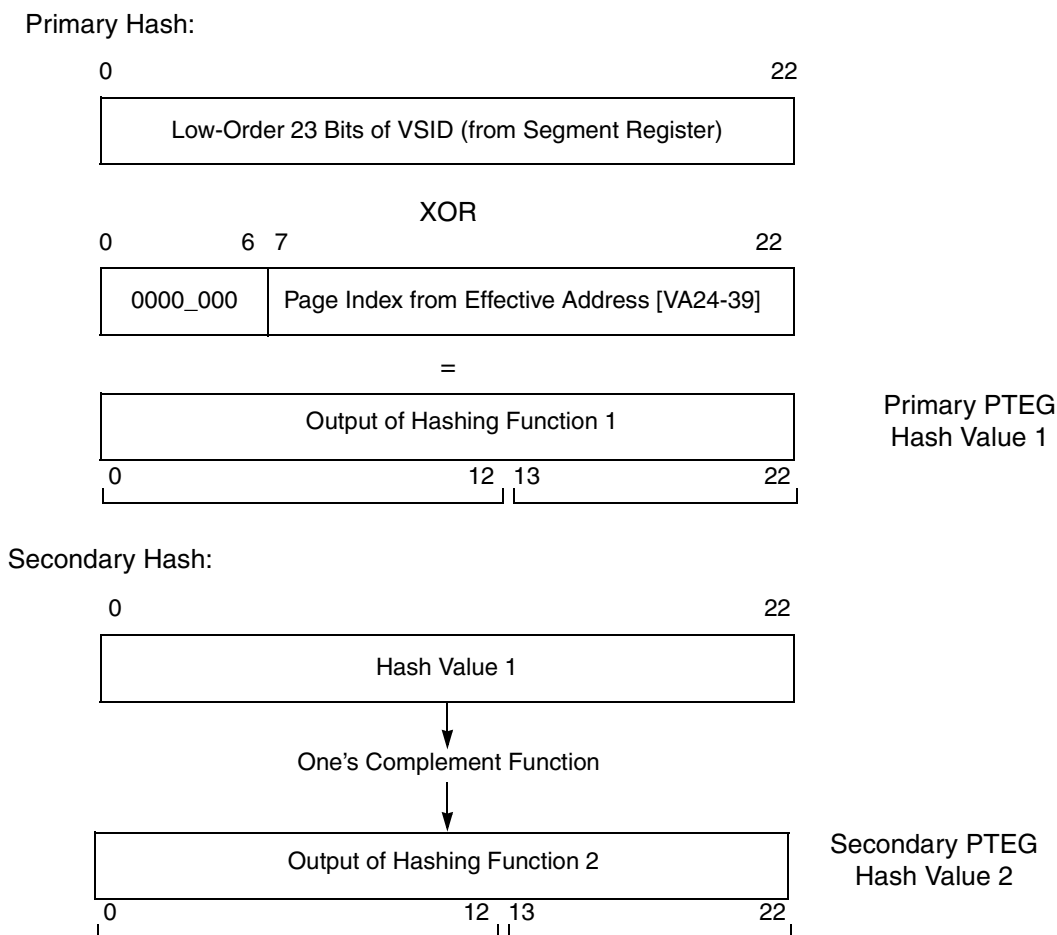 Primary Hash:
0 22
Low-Order 23 Bits of VSID (from Segment Register)
XOR
0 6 7 22
0000_000 Page Index from Effective Address [VA24-39]
=
Output of Hashing Function 1
Primary PTEG
Hash Value 1
0 12 13 22
Secondary Hash:
0 22
Hash Value 1
One's Complement Function
Output of Hashing Function 2
Secondary PTEG
Hash Value 2
0 12 13 22